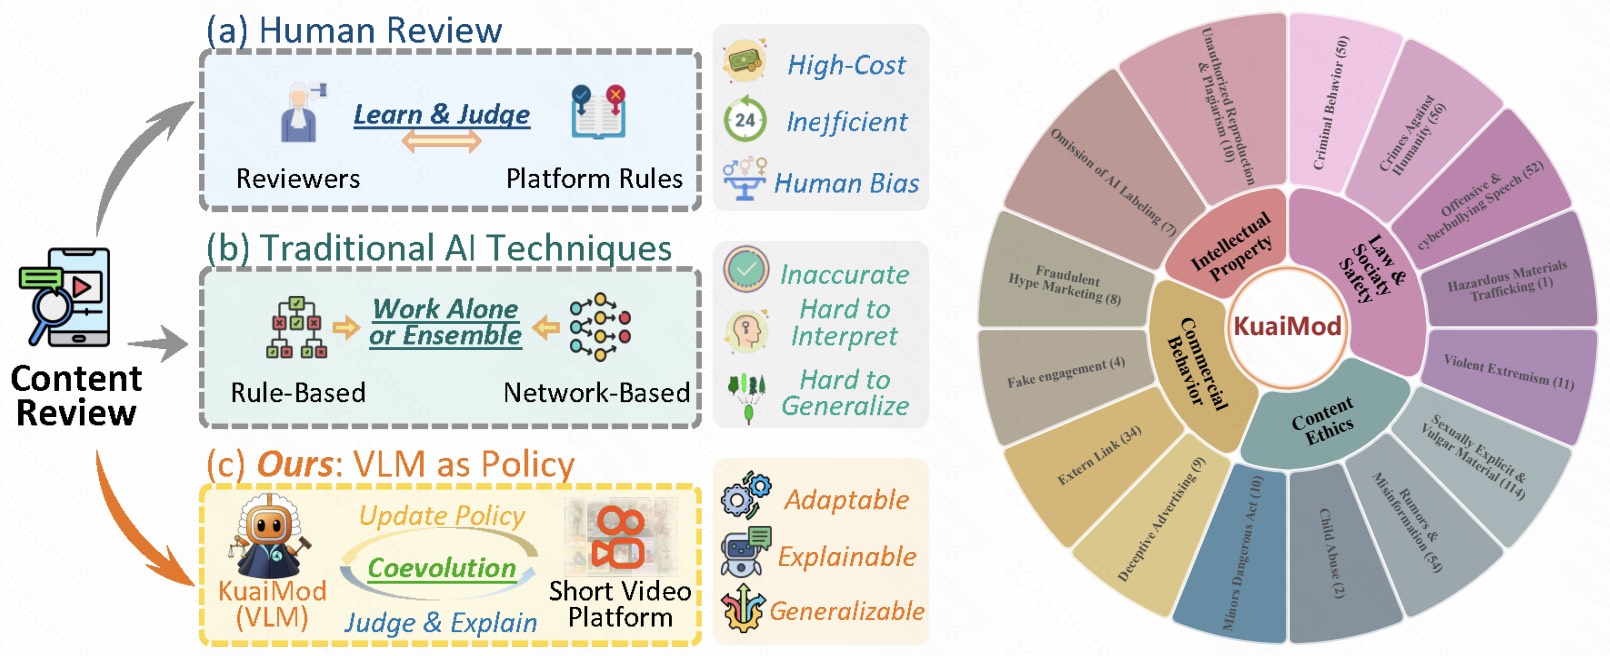 Content
Review
(a) Human Review
Learn & Judge
Reviewers
Platform Rules
High-Cost
24
Inefficient
Human Bias
(b) Traditional AI Techniques
Work Alone
or Ensemble
Rule-Based
Network-Based
Inaccurate
Hard to
Interpret
Hard to
Generalize
(c) Ours: VLM as Policy
Update Policy
Coevolution
Judge & Explain
KuaiMod
(VLM)
Short Video
Platform
Adaptable
Explainable
Generalizable
KuaiMod
Law &
Sociaty
Safety
Content
Ethics
Commercial
Behavior
Intellectual
Property
Criminal Behavior (50)
Crimes Against
Humanity (56)
Offensive &
cyberbullying Speech (52)
Hazardous Materials
Trafficking (1)
Violent Extremism (11)
Sexually Explicit &
Vulgar Material (114)
Rumors &
Misinformation (54)
Child Abuse (2)
Minors Dangerous Act (10)
Deceptive Advertising (9)
Extern Link (34)
Fake engagement (4)
Fraudulent
Hype Marketing (8)
Omission of AI Labeling (7)
Unauthorized Reproduction
& Plagiarism (10)